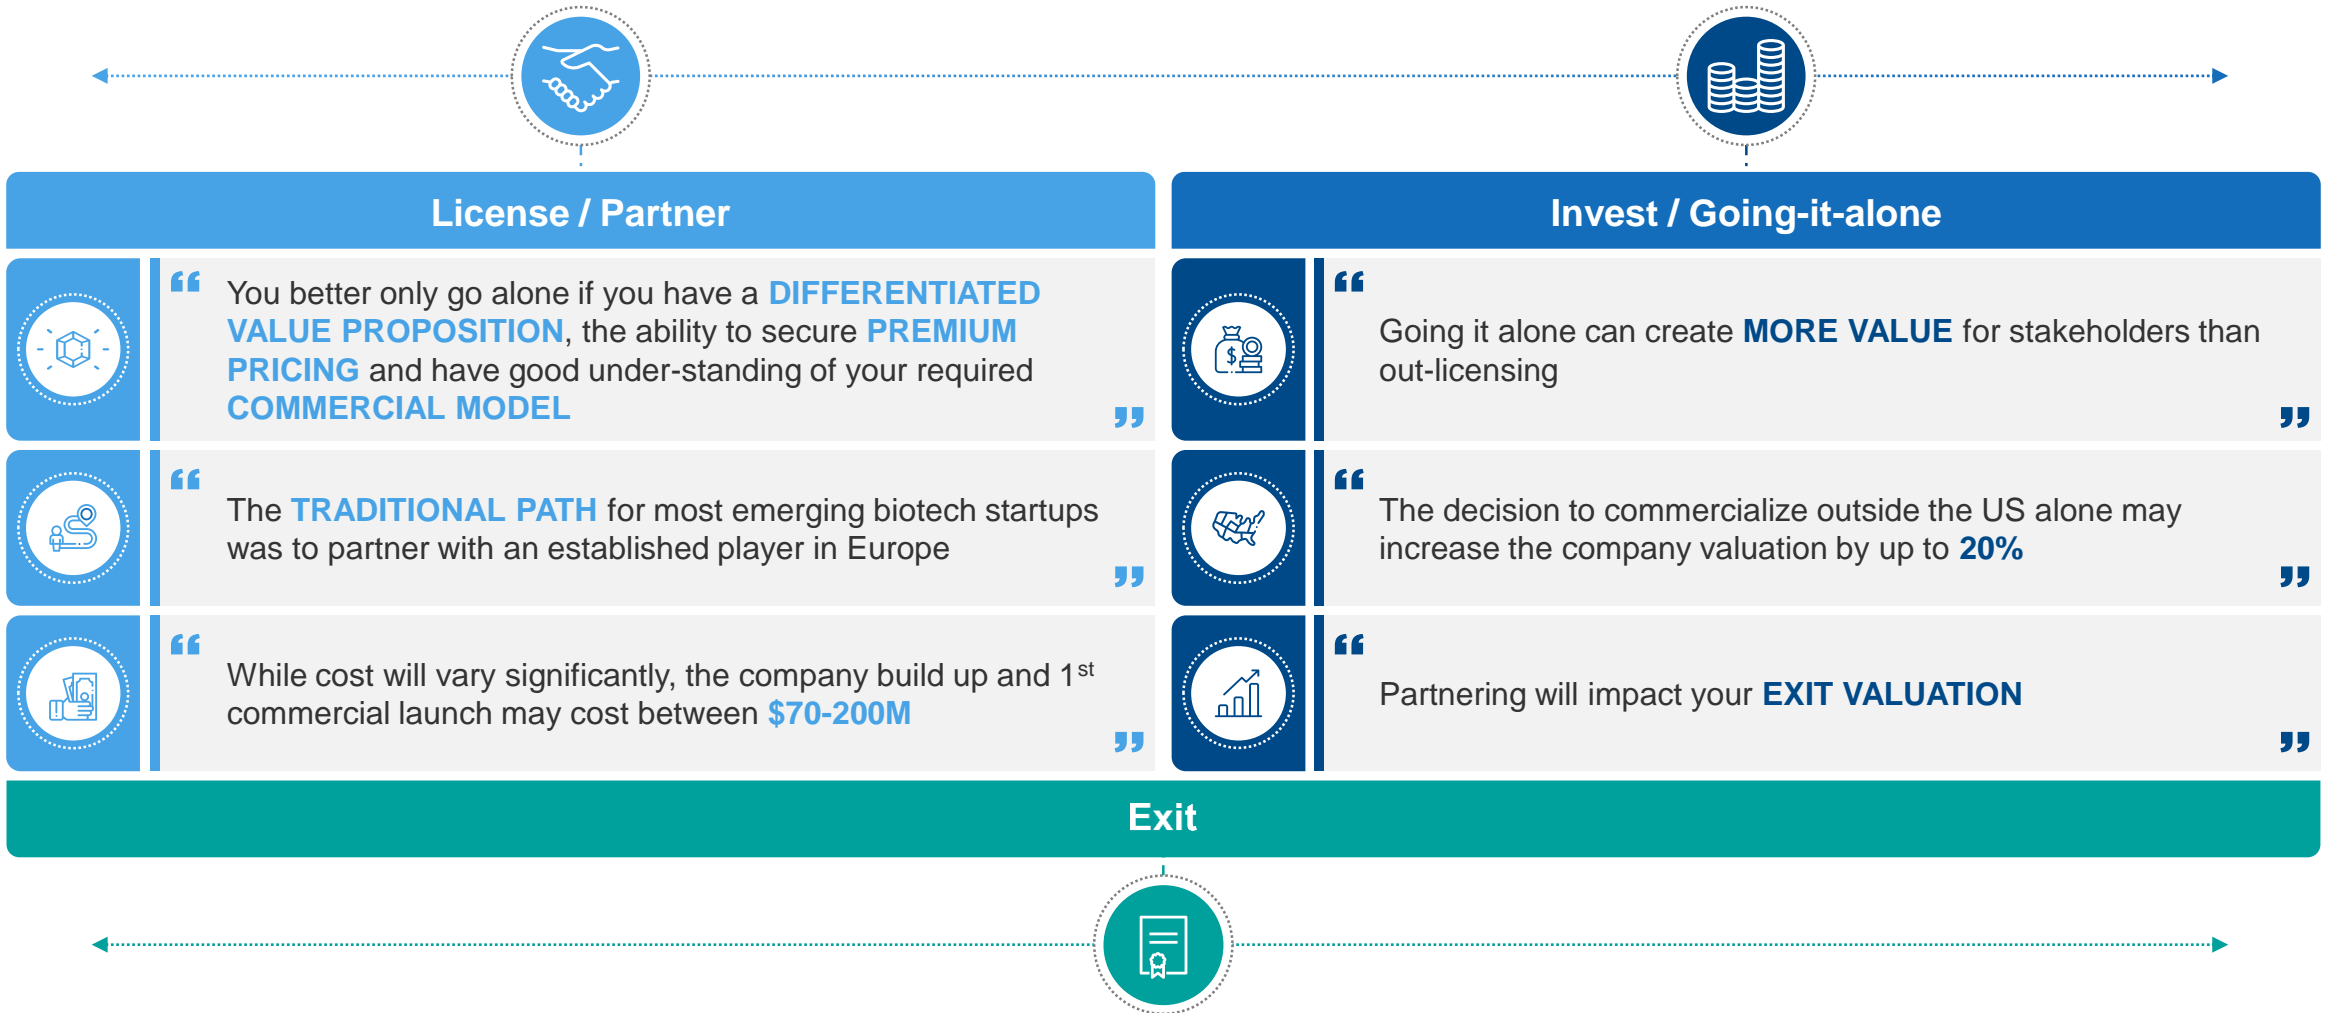 License / Partner
“ You better only go alone if you have a DIFFERENTIATED
VALUE PROPOSITION, the ability to secure PREMIUM
PRICING and have good under-standing of your required
COMMERCIAL MODEL ”
“ The TRADITIONAL PATH for most emerging biotech startups
was to partner with an established player in Europe ”
“ While cost will vary significantly, the company build up and 1st
commercial launch may cost between $70-200M ”
Invest / Going-it-alone
“ Going it alone can create MORE VALUE for stakeholders than
out-licensing ”
“ The decision to commercialize outside the US alone may
increase the company valuation by up to 20% ”
“ Partnering will impact your EXIT VALUATION ”
Exit